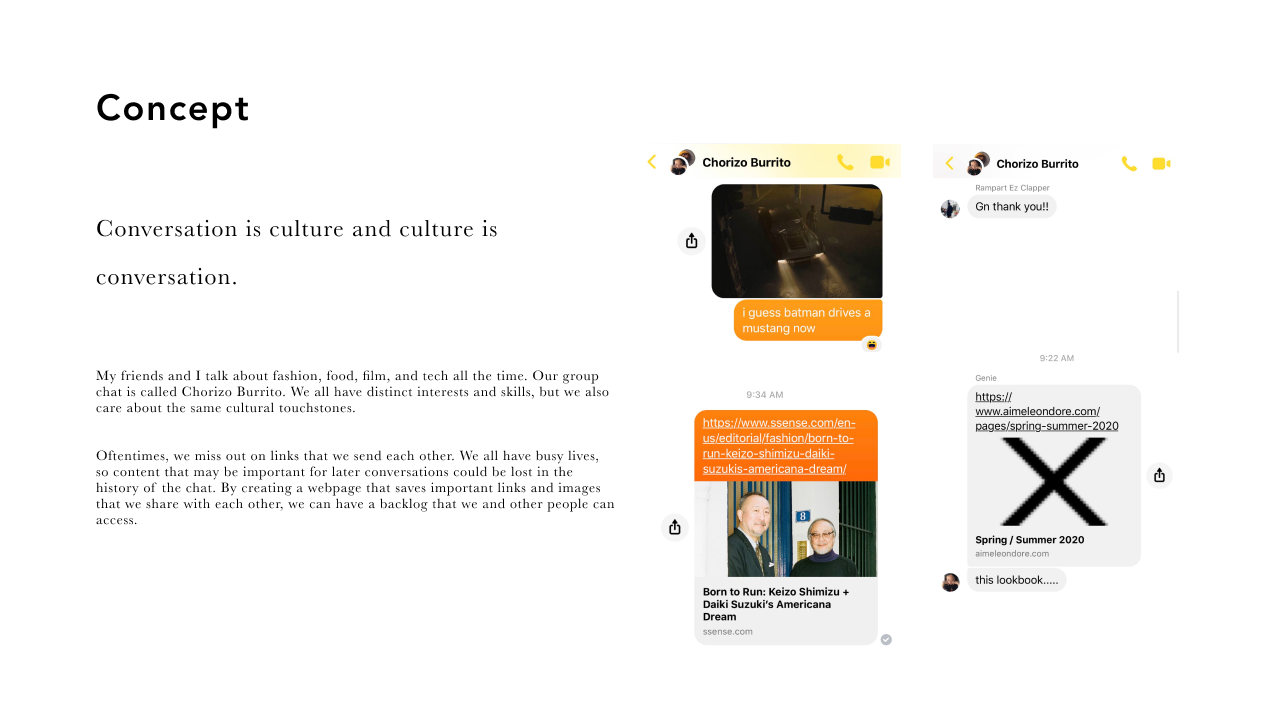 Concept
Conversation is culture and culture is
conversation.
My friends and I talk about fashion, food, film, and tech all the time. Our group
chat is called Chorizo Burrito. We all have distinct interests and skills, but we also
care about the same cultural touchstones.
Oftentimes, we miss out on links that we send each other. We all have busy lives,
so content that may be important for later conversations could be lost in the
history of the chat. By creating a webpage that saves important links and images
that we share with each other, we can have a backlog that we and other people can
access.
Chorizo Burrito
i guess batman drives a
mustang now
9:34 AM
https://www.ssense.com/en-
us/editorial/fashion/born-to-
run-keizo-shimizu-daiki-
suzukis-americana-dream/
8
Born to Run: Keizo Shimizu +
Daiki Suzuki's Americana
Dream
ssense.com
Chorizo Burrito
Rampart Ez Clapper
Gn thank you!!
9:22 AM
Genie
https://
www.aimeleondore.com/
pages/spring-summer-2020
Spring / Summer 2020
aimeleondore.com
this lookbook.....